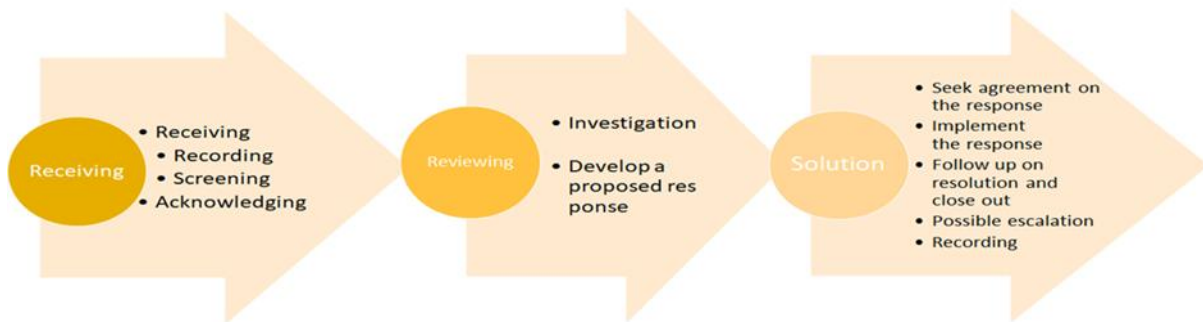 Receiving
• Receiving
• Recording
• Screening
• Acknowledging
Reviewing
• Investigation
• Develop a
proposed res
ponse
Solution
• Seek agreement on
the response
• Implement
the response
• Follow up on
resolution and
close out
• Possible escalation
• Recording